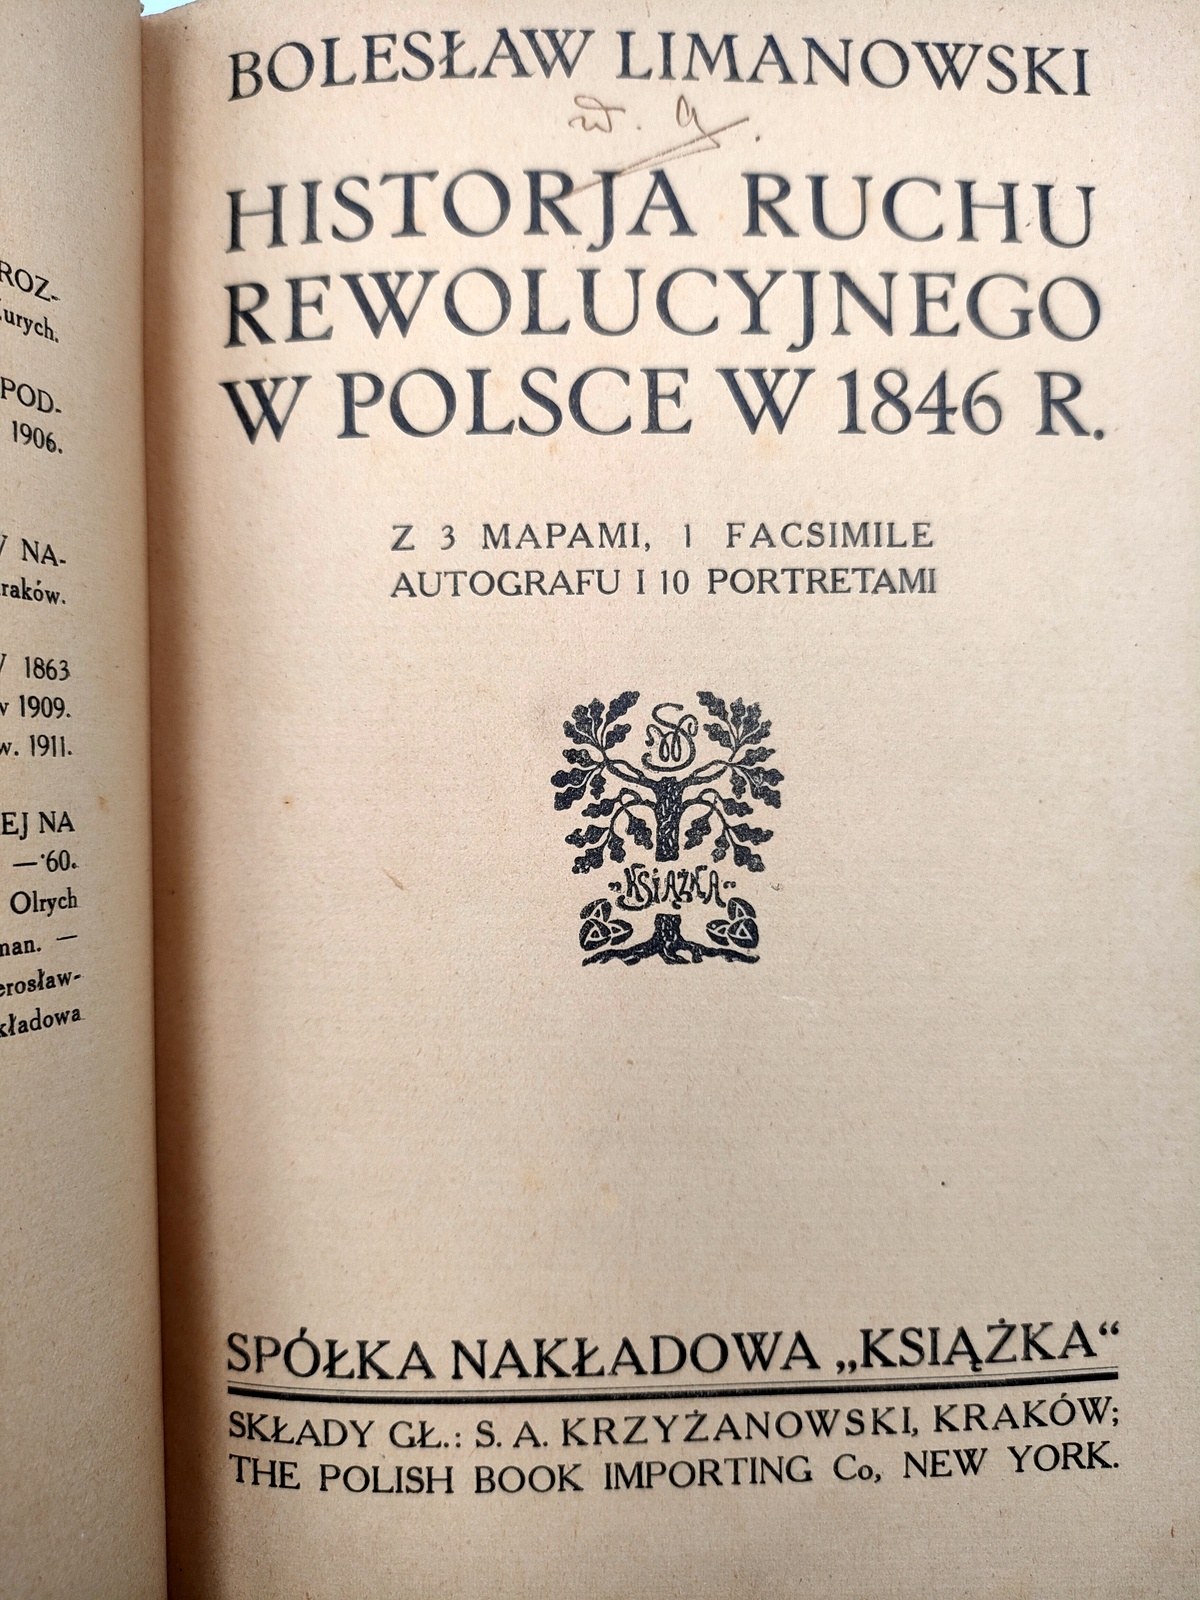 ROZ-
urych.
POD-
1906.
NA-
raków.
1863
w 1909.
w. 1911.
EJ NA
—60.
Olrych
man. —
erosław-
kładowa
BOLESŁAW LIMANOWSKI
HISTORJA RUCHU
REWOLUCYJNEGO
W POLSCE W 1846 R.
Z 3 MAPAMI, 1 FACSIMILE
AUTOGRAFU I 10 PORTRETAMI
„KSIĄŻKA"
SPÓŁKA NAKŁADOWA „KSIĄŻKA“
SKŁADY GŁ.: S. A. KRZYŻANOWSKI, KRAKÓW;
THE POLISH BOOK IMPORTING Co, NEW YORK.